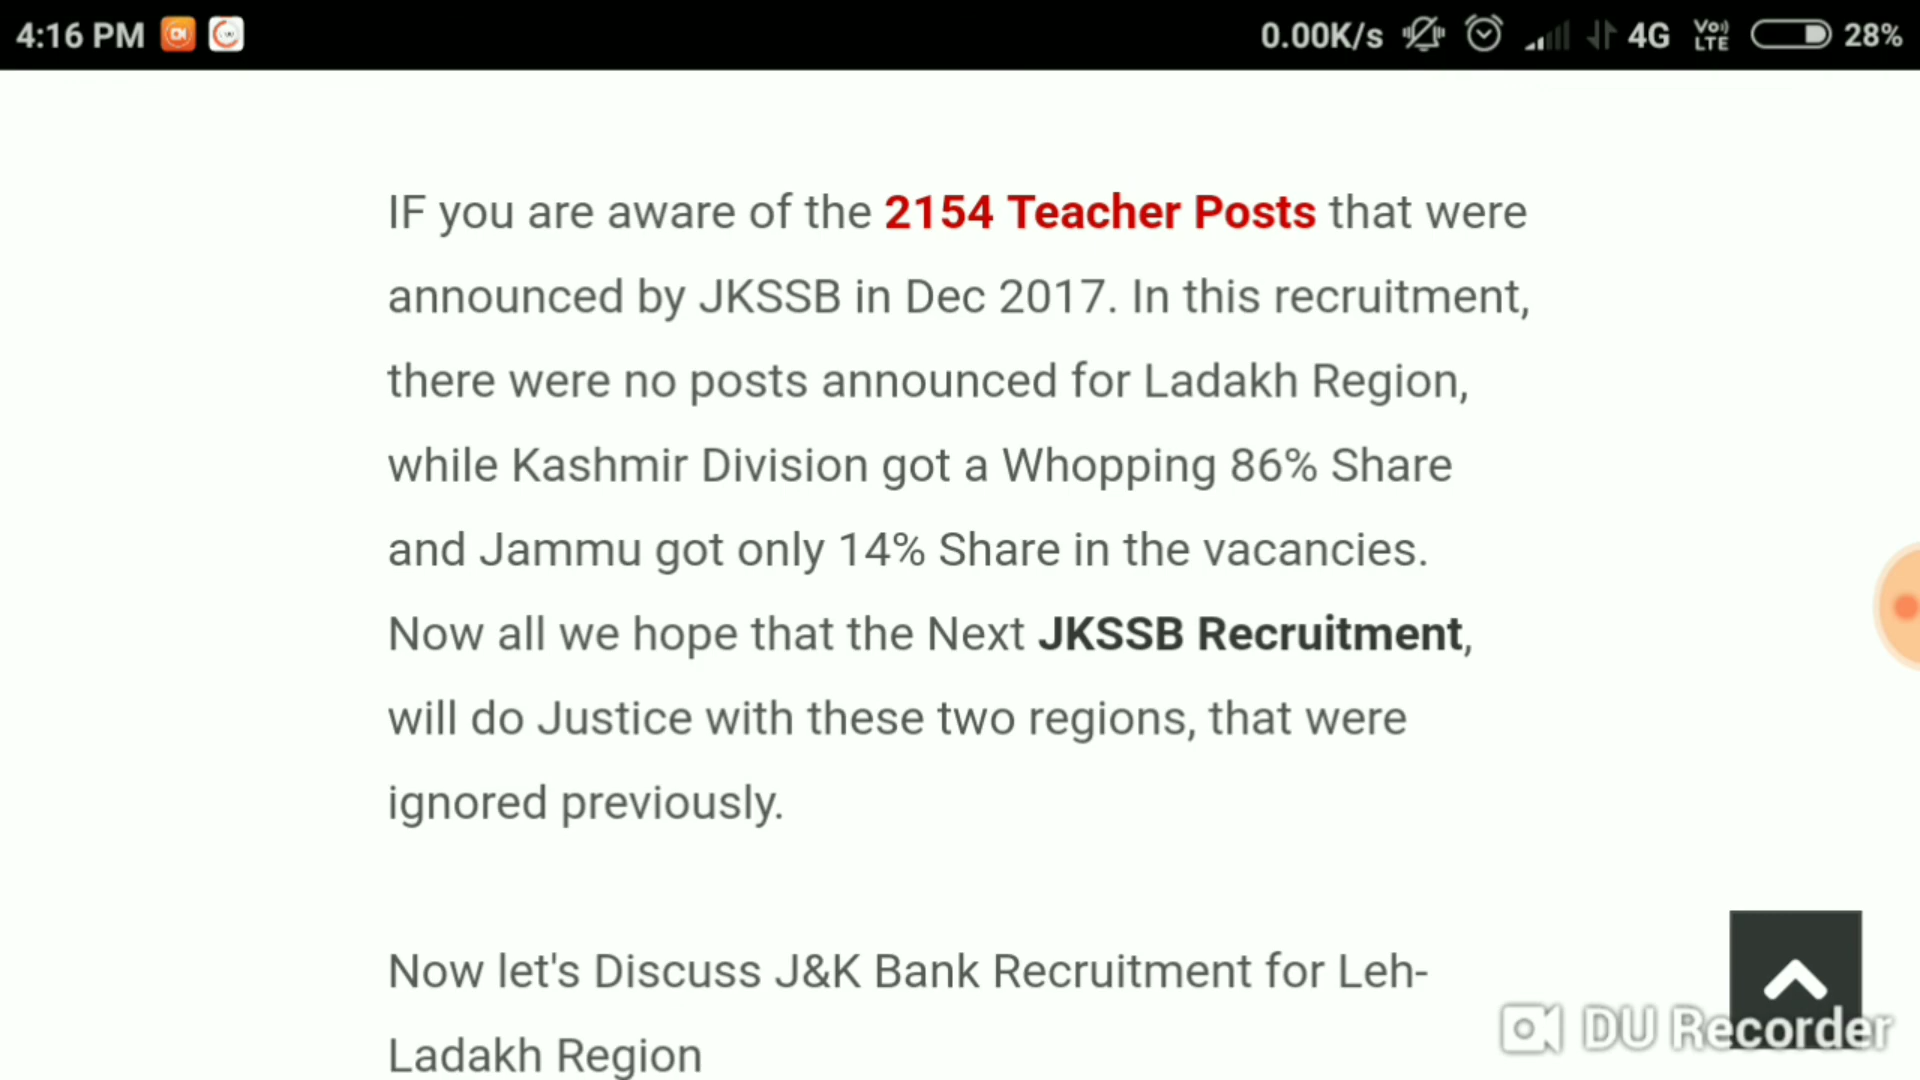 4:16 PM 0.00K/s 4G VoLTE 28%
IF you are aware of the 2154 Teacher Posts that were
announced by JKSSB in Dec 2017. In this recruitment,
there were no posts announced for Ladakh Region,
while Kashmir Division got a Whopping 86% Share
and Jammu got only 14% Share in the vacancies.
Now all we hope that the Next JKSSB Recruitment,
will do Justice with these two regions, that were
ignored previously.
Now let's Discuss J&K Bank Recruitment for Leh-
Ladakh Region
DU Recorder